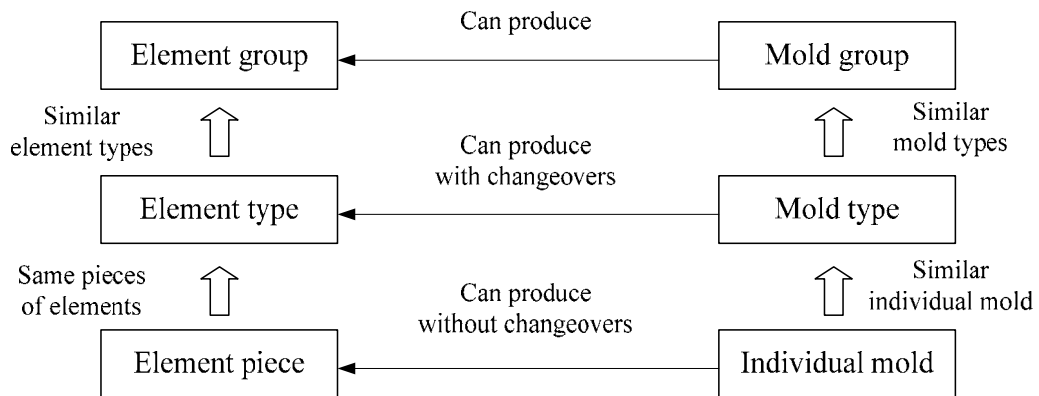 Can produce
Element group
Mold group
Similar
element types
Similar
mold types
Can produce
with changeovers
Element type
Mold type
Same pieces
of elements
Similar
individual mold
Can produce
without changeovers
Element piece
Individual mold